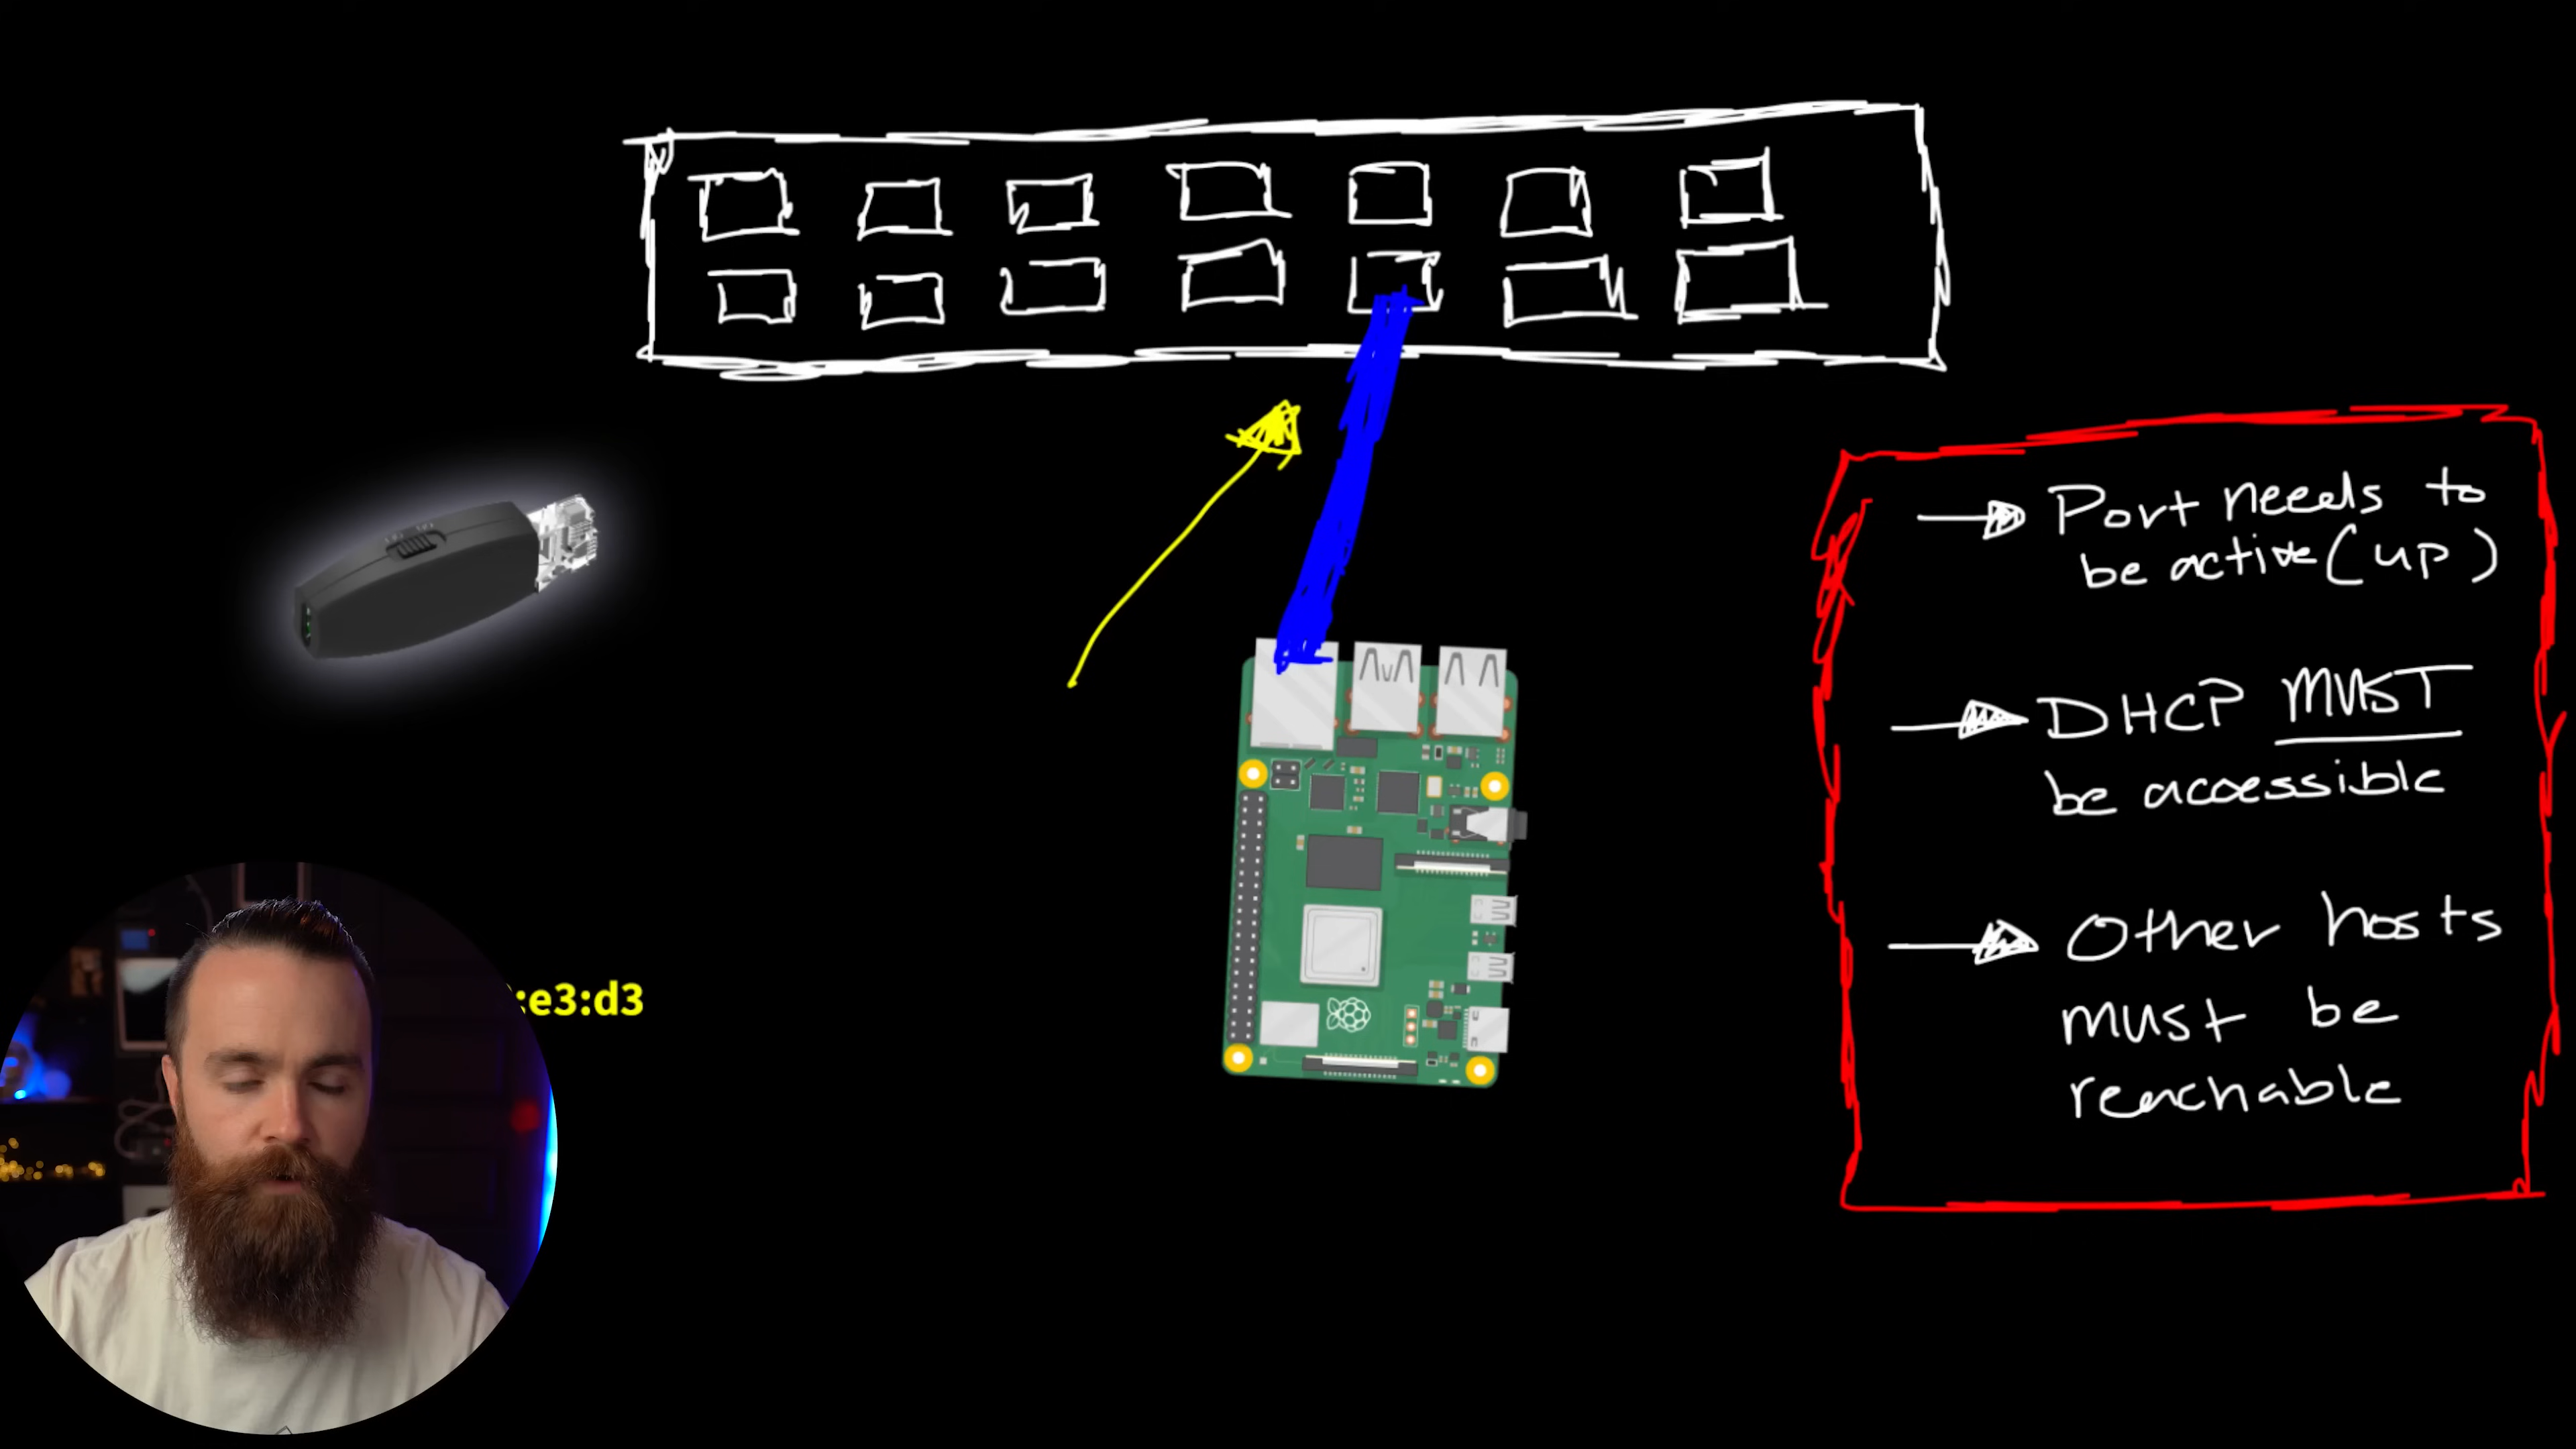 Port needs to
be active (up)
DHCP MUST
be accessible
Other hosts
must be
reachable
:e3:d3